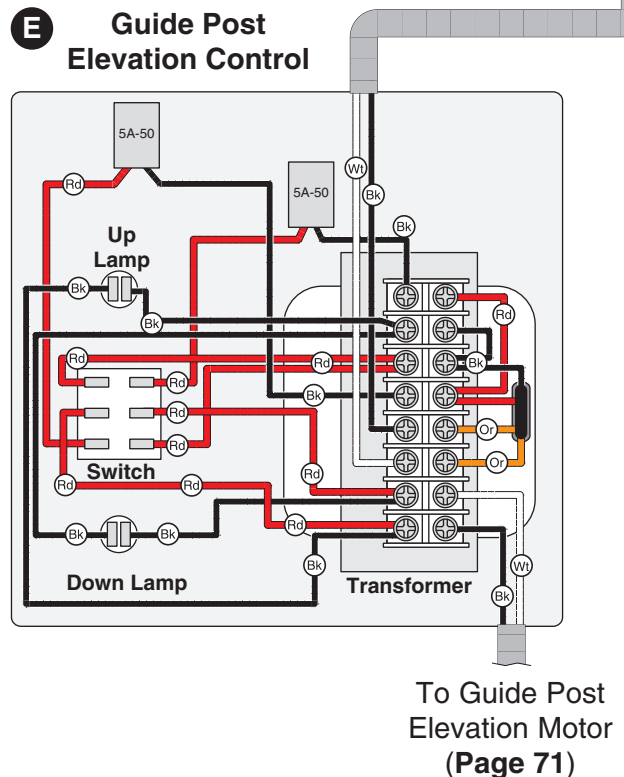 E
Guide Post
Elevation Control
5A-50
Wt
Rd
5A-50
Bk
Bk
Up
Lamp
Bk
Bk
Rd
Rd
Rd
Bk
Rd
Bk
Rd
Or
Rd
Switch
Or
Rd
Rd
Rd
Rd
Bk
Bk
Bk
Wt
Down Lamp
Transformer
Bk
To Guide Post
Elevation Motor
(Page 71)